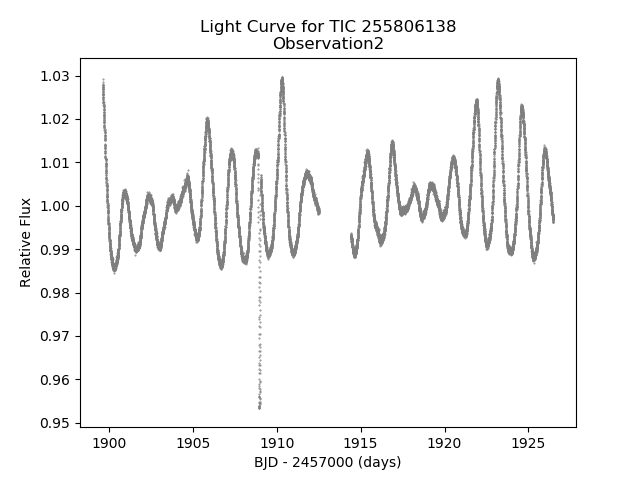 Light Curve for TIC 255806138
Observation2
1.03
1.02
1.01
1.00
0.99
0.98
0.97
0.96
0.95
Relative Flux
1900 1905 1910 1915 1920 1925
BJD - 2457000 (days)